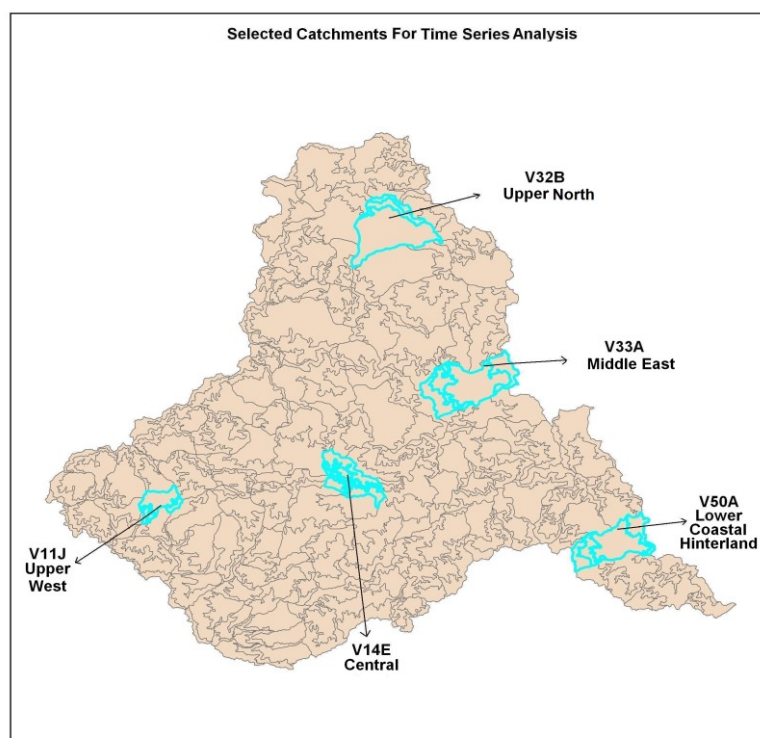 Selected Catchments For Time Series Analysis
V32B
Upper North
V33A
Middle East
V50A
Lower
Coastal
Hinterland
V11J
Upper
West
V14E
Central